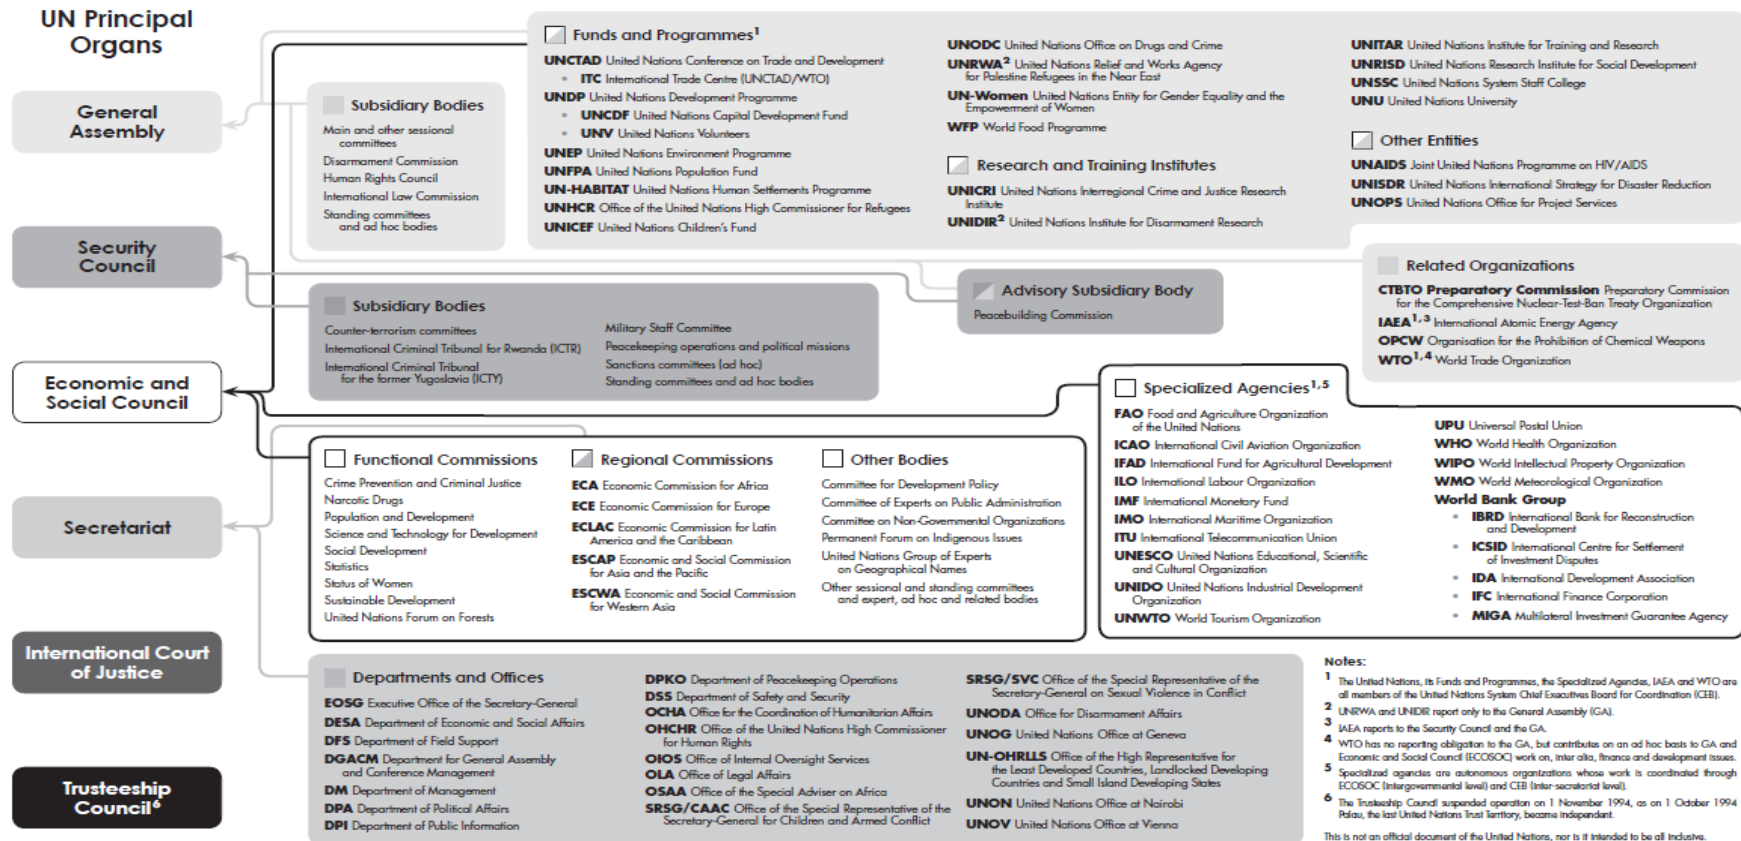 UN Principal
Organs
General
Assembly
Security
Council
Economic and
Social Council
Secretariat
International Court
of Justice
Trusteeship
Council6
Subsidiary Bodies
Main and other sessional
committees
Disarmament Commission
Human Rights Council
International Law Commission
Standing committees
and ad hoc bodies
Funds and Programmes1
UNCTAD United Nations Conference on Trade and Development
• ITC International Trade Centre (UNCTAD/WTO)
UNDP United Nations Development Programme
• UNCDF United Nations Capital Development Fund
• UNV United Nations Volunteers
UNEP United Nations Environment Programme
UNFPA United Nations Population Fund
UN-HABITAT United Nations Human Settlements Programme
UNHCR Office of the United Nations High Commissioner for Refugees
UNICEF United Nations Children's Fund
UNODC United Nations Office on Drugs and Crime
UNRWA2 United Nations Relief and Works Agency
for Palestine Refugees in the Near East
UN-Women United Nations Entity for Gender Equality and the
Empowerment of Women
WFP World Food Programme
Research and Training Institutes
UNICRI United Nations Interregional Crime and Justice Research
Institute
UNIDIR2 United Nations Institute for Disarmament Research
UNITAR United Nations Institute for Training and Research
UNRISD United Nations Research Institute for Social Development
UNSSC United Nations System Staff College
UNU United Nations University
Other Entities
UNAIDS Joint United Nations Programme on HIV/AIDS
UNISDR United Nations International Strategy for Disaster Reduction
UNOPS United Nations Office for Project Services
Subsidiary Bodies
Counter-terrorism committees
International Criminal Tribunal for Rwanda (ICTR)
International Criminal Tribunal
for the former Yugoslavia (ICTY)
Military Staff Committee
Peacekeeping operations and political missions
Sanctions committees (ad hoc)
Standing committees and ad hoc bodies
Advisory Subsidiary Body
Peacebuilding Commission
Related Organizations
CTBTO Preparatory Commission Preparatory Commission
for the Comprehensive Nuclear-Test-Ban Treaty Organization
IAEA1,3 International Atomic Energy Agency
OPCW Organisation for the Prohibition of Chemical Weapons
WTO1,4 World Trade Organization
Functional Commissions
Crime Prevention and Criminal Justice
Narcotic Drugs
Population and Development
Science and Technology for Development
Social Development
Statistics
Status of Women
Sustainable Development
United Nations Forum on Forests
Regional Commissions
ECA Economic Commission for Africa
ECE Economic Commission for Europe
ECLAC Economic Commission for Latin
America and the Caribbean
ESCAP Economic and Social Commission
for Asia and the Pacific
ESCWA Economic and Social Commission
for Western Asia
Other Bodies
Committee for Development Policy
Committee of Experts on Public Administration
Committee on Non-Governmental Organizations
Permanent Forum on Indigenous Issues
United Nations Group of Experts
on Geographical Names
Other sessional and standing committees
and expert, ad hoc and related bodies
Specialized Agencies1,5
FAO Food and Agriculture Organization
of the United Nations
ICAO International Civil Aviation Organization
IFAD International Fund for Agricultural Development
ILO International Labour Organization
IMF International Monetary Fund
IMO International Maritime Organization
ITU International Telecommunication Union
UNESCO United Nations Educational, Scientific
and Cultural Organization
UNIDO United Nations Industrial Development
Organization
UNWTO World Tourism Organization
UPU Universal Postal Union
WHO World Health Organization
WIPO World Intellectual Property Organization
WMO World Meteorological Organization
World Bank Group
• IBRD International Bank for Reconstruction
and Development
• ICSID International Centre for Settlement
of Investment Disputes
• IDA International Development Association
• IFC International Finance Corporation
• MIGA Multilateral Investment Guarantee Agency
Departments and Offices
EOSG Executive Office of the Secretary-General
DESA Department of Economic and Social Affairs
DFS Department of Field Support
DGACM Department for General Assembly
and Conference Management
DM Department of Management
DPA Department of Political Affairs
DPI Department of Public Information
DPKO Department of Peacekeeping Operations
DSS Department of Safety and Security
OCHA Office for the Coordination of Humanitarian Affairs
OHCHR Office of the United Nations High Commissioner
for Human Rights
OIOS Office of Internal Oversight Services
OLA Office of Legal Affairs
OSAA Office of the Special Adviser on Africa
SRSG/CAAC Office of the Special Representative of the
Secretary-General for Children and Armed Conflict
SRSG/SVC Office of the Special Representative of the
Secretary-General on Sexual Violence in Conflict
UNODA Office for Disarmament Affairs
UNOG United Nations Office at Geneva
UN-OHRLLS Office of the High Representative for
the Least Developed Countries, Landlocked Developing
Countries and Small Island Developing States
UNON United Nations Office at Nairobi
UNOV United Nations Office at Vienna
Notes:
1 The United Nations, its Funds and Programmes, the Specialized Agencies, IAEA and WTO are
all members of the United Nations System Chief Executives Board for Coordination (CEB).
2 UNRWA and UNIDIR report only to the General Assembly (GA).
3 IAEA reports to the Security Council and the GA.
4 WTO has no reporting obligation to the GA, but contributes on an ad hoc basis to GA and
Economic and Social Council (ECOSOC) work on, inter alia, finance and development issues.
5 Specialized agencies are autonomous organizations whose work is coordinated through
ECOSOC (intergovernmental level) and CEB (inter-secretariat level).
6 The Trusteeship Council suspended operation on 1 November 1994, as on 1 October 1994
Palau, the last United Nations Trust Territory, became independent.
This is not an official document of the United Nations, nor is it intended to be all inclusive.